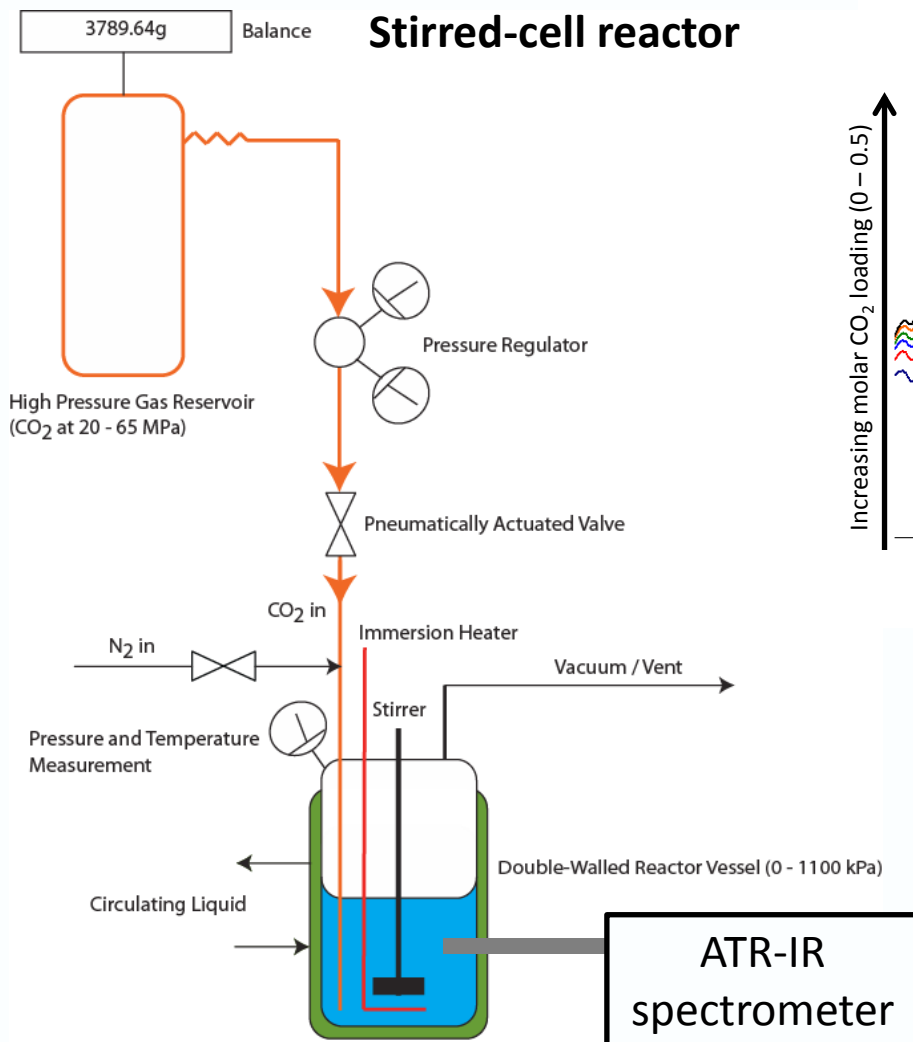 Stirred-cell reactor
3789.64g
Balance
High Pressure Gas Reservoir
(CO₂ at 20 - 65 MPa)
Pressure Regulator
Pneumatically Actuated Valve
CO₂ in
N₂ in
Immersion Heater
Vacuum / Vent
Stirrer
Pressure and Temperature
Measurement
Double-Walled Reactor Vessel (0 - 1100 kPa)
Circulating Liquid
ATR-IR
spectrometer
Increasing molar CO₂ loading (0 – 0.5)